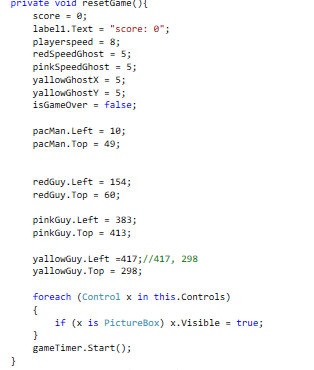 private void resetGame(){
score = 0;
label1.Text = "score: 0";
playerspeed = 8;
redSpeedGhost = 5;
pinkSpeedGhost = 5;
yallowGhostX = 5;
yallowGhostY = 5;
isGameOver = false;
pacMan.Left = 10;
pacMan.Top = 49;
redGuy.Left = 154;
redGuy.Top = 60;
pinkGuy.Left = 383;
pinkGuy.Top = 413;
yallowGuy.Left =417;//417, 298
yallowGuy.Top = 298;
foreach (Control x in this.Controls)
{
if (x is PictureBox) x.Visible = true;
}
gameTimer.Start();
}